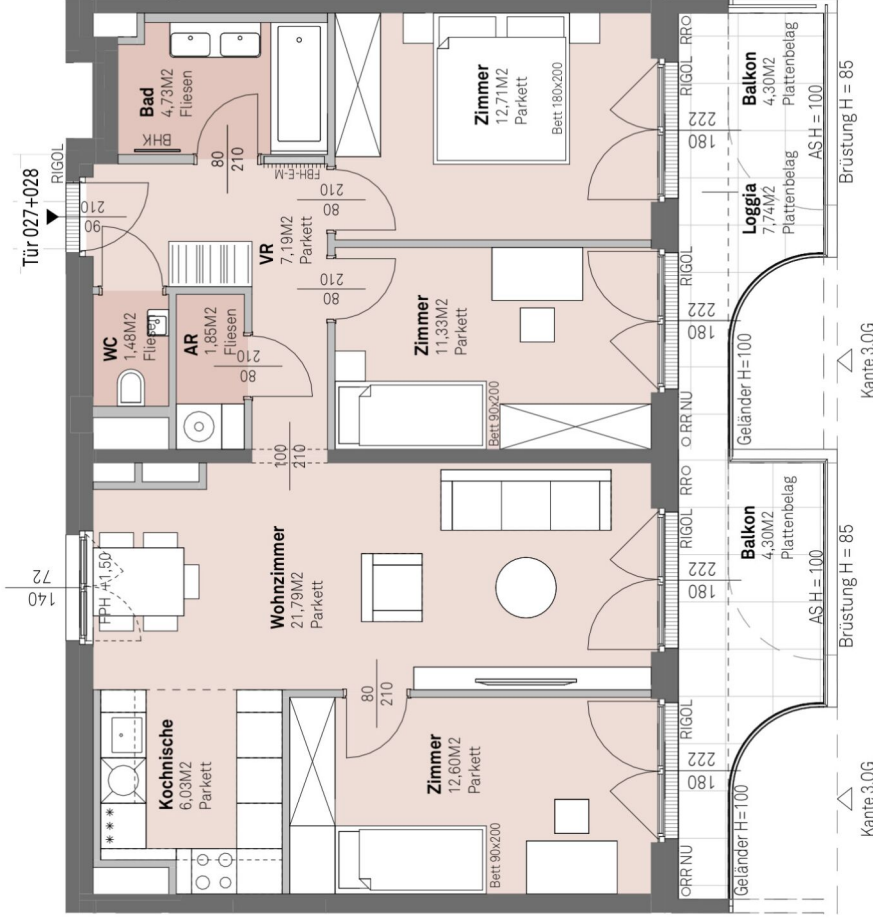 Tür 027+028
RIGOL
90
210
Bad
4,73M2
Fliesen
BHK
80
210
FBH-E-M
VR
7,19M2
Parkett
80
210
80
210
WC
1,48M2
Fliesen
AR
1,85M2
Fliesen
80
210
100
210
Zimmer
12,71M2
Parkett
Bett 180x200
Zimmer
11,33M2
Parkett
Bett 90x200
Wohnzimmer
21,79M2
Parkett
FPH +1,50
140
72
Kochnische
6,03M2
Parkett
80
210
Zimmer
12,60M2
Parkett
Bett 90x200
RRO
RIGOL
180
222
RIGOL
180
222
ORR NU
RRO
RIGOL
180
222
RIGOL
180
222
ORR NU
Balkon
4,30M2
Plattenbelag
Loggia
7,74M2
Plattenbelag
AS H = 100
Brüstung H = 85
Geländer H=100
Kante 3.OG
Balkon
4,30M2
Plattenbelag
AS H = 100
Brüstung H = 85
Geländer H=100
Kante 3.OG